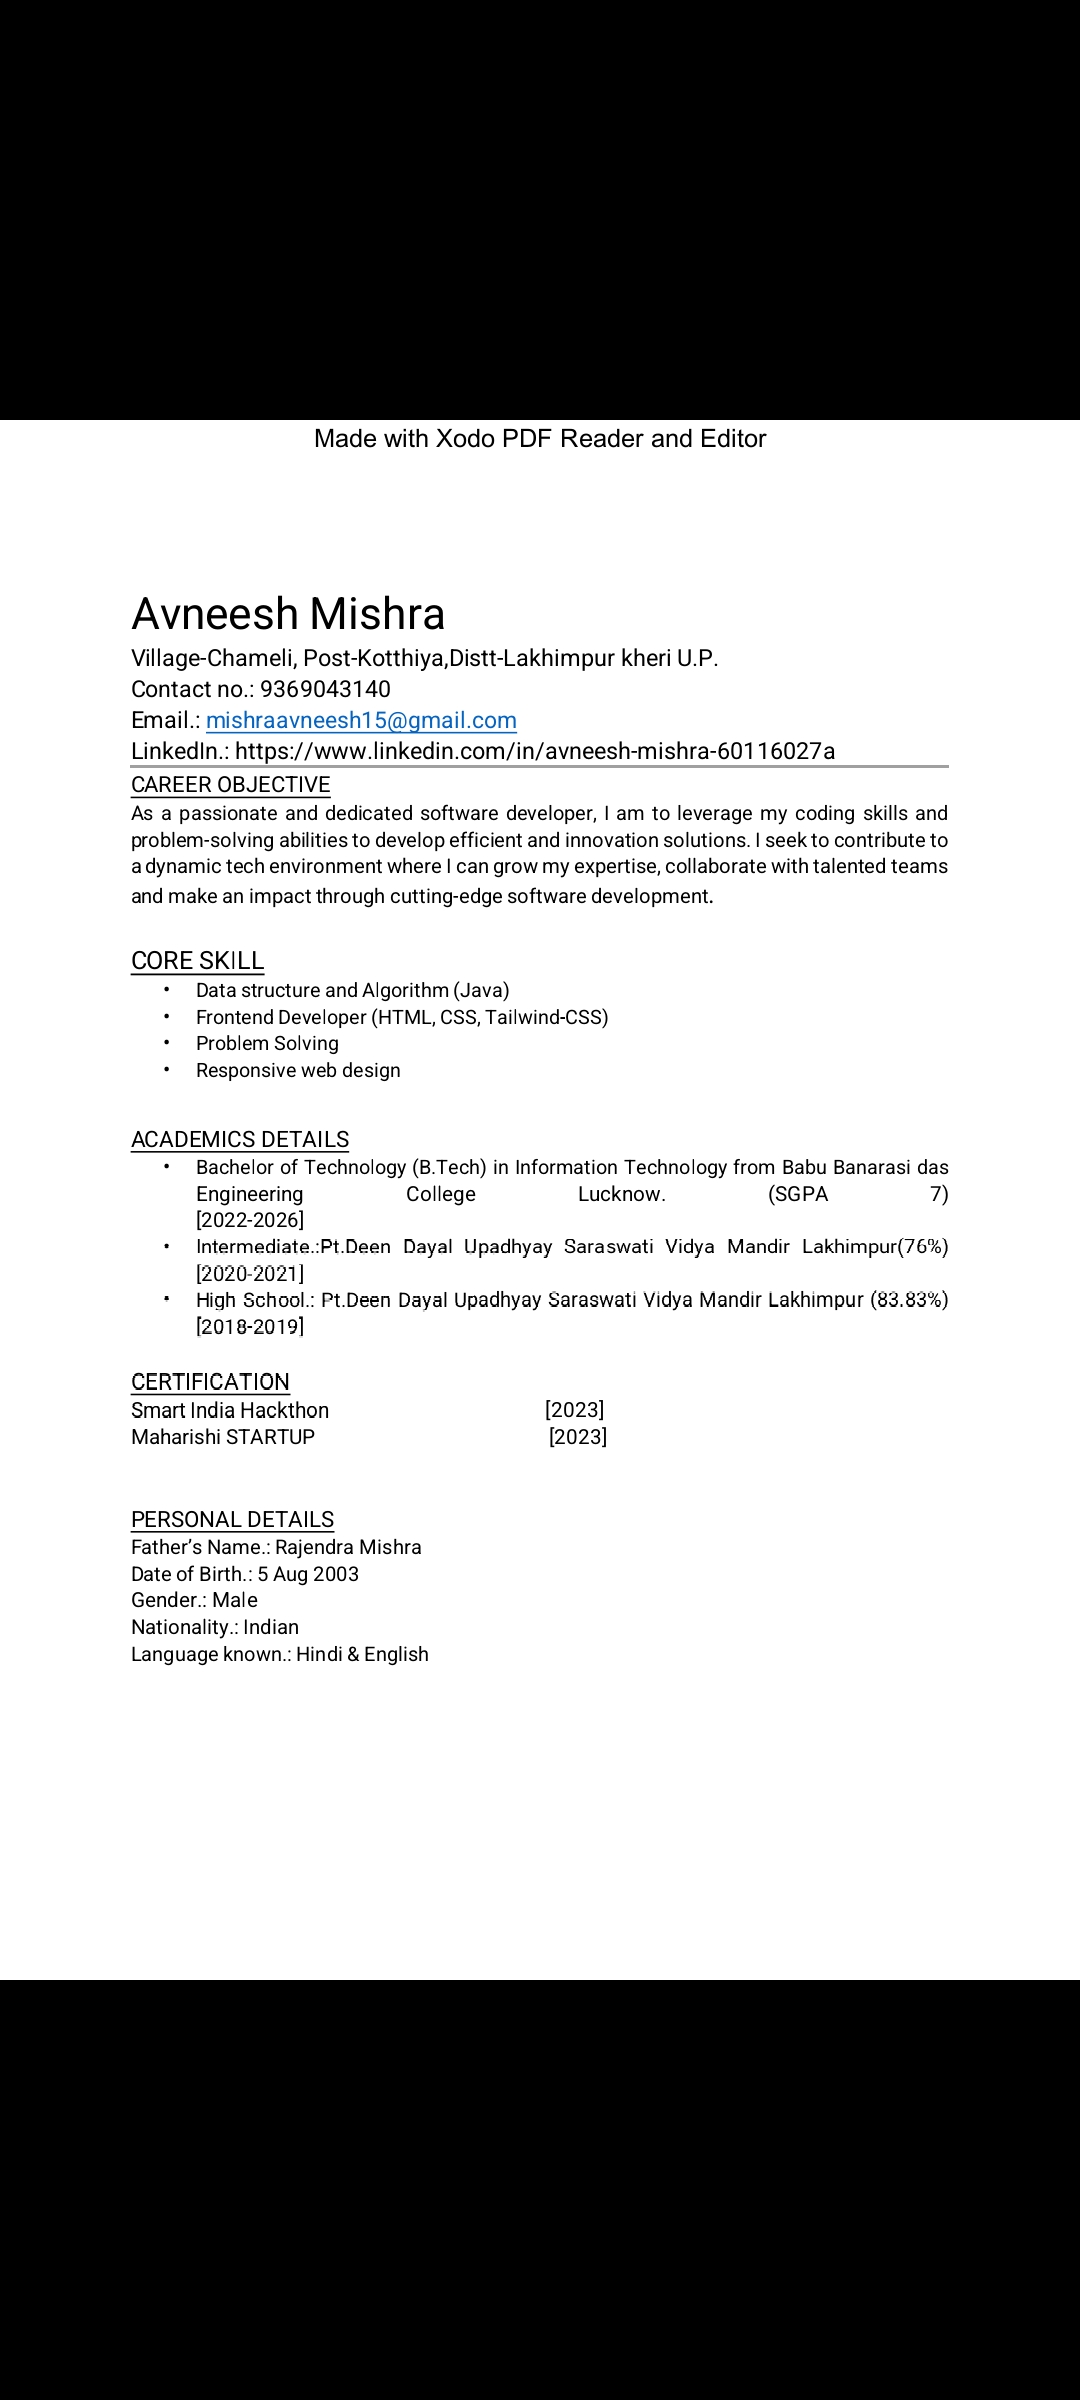 Made with Xodo PDF Reader and Editor
Avneesh Mishra
Village-Chameli, Post-Kotthiya,Distt-Lakhimpur kheri U.P.
Contact no.: 9369043140
Email.: mishraavneesh15@gmail.com
LinkedIn.: https://www.linkedin.com/in/avneesh-mishra-60116027a
CAREER OBJECTIVE
As a passionate and dedicated software developer, I am to leverage my coding skills and
problem-solving abilities to develop efficient and innovation solutions. I seek to contribute to
a dynamic tech environment where I can grow my expertise, collaborate with talented teams
and make an impact through cutting-edge software development.
CORE SKILL
• Data structure and Algorithm (Java)
• Frontend Developer (HTML, CSS, Tailwind-CSS)
• Problem Solving
• Responsive web design
ACADEMICS DETAILS
• Bachelor of Technology (B.Tech) in Information Technology from Babu Banarasi das
Engineering College Lucknow. (SGPA 7)
[2022-2026]
• Intermediate.:Pt.Deen Dayal Upadhyay Saraswati Vidya Mandir Lakhimpur(76%)
[2020-2021]
• High School.: Pt.Deen Dayal Upadhyay Saraswati Vidya Mandir Lakhimpur (83.83%)
[2018-2019]
CERTIFICATION
Smart India Hackthon [2023]
Maharishi STARTUP [2023]
PERSONAL DETAILS
Father’s Name.: Rajendra Mishra
Date of Birth.: 5 Aug 2003
Gender.: Male
Nationality.: Indian
Language known.: Hindi & English